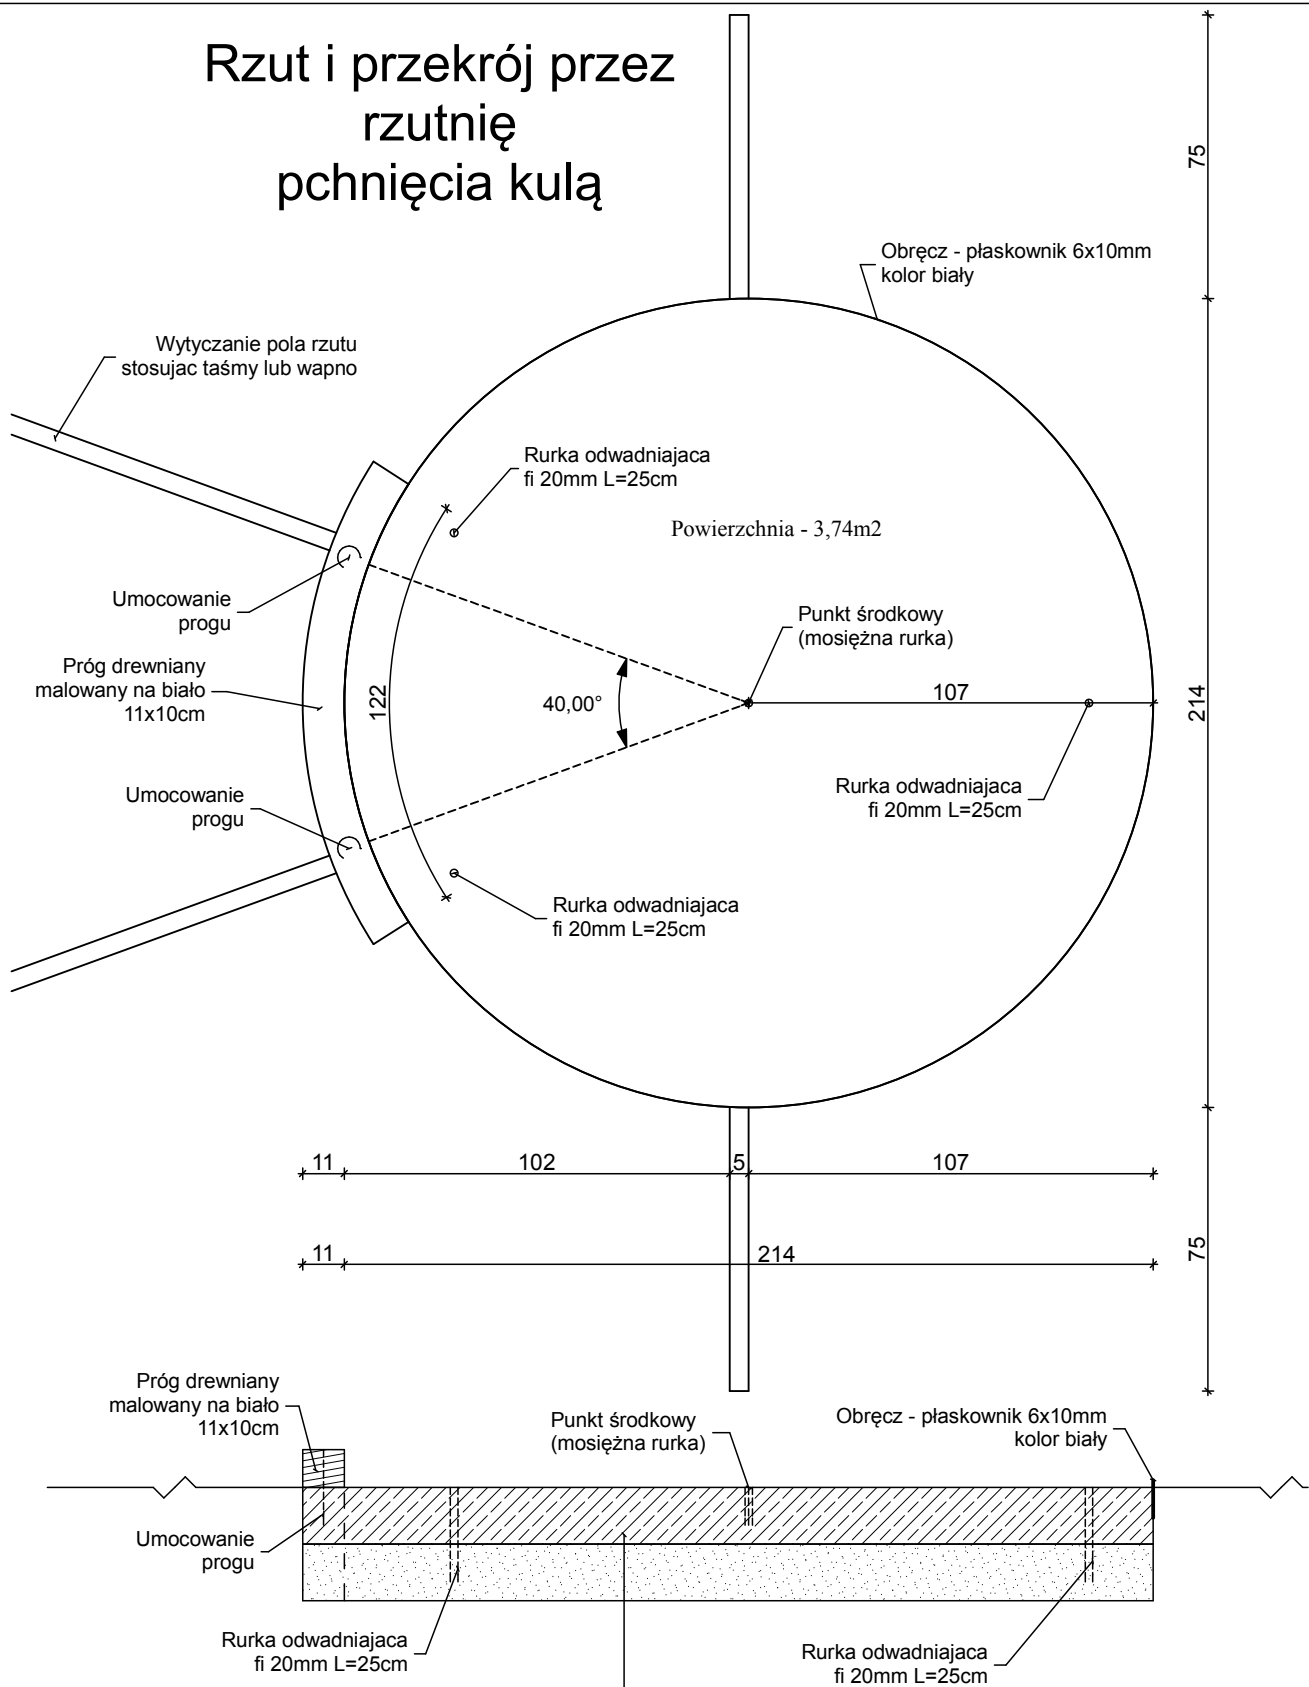 Rzut i przekrój przez
rzutnię
pchnięcia kulą
75
Obręcz - płaskownik 6x10mm
kolor biały
Wytyczanie pola rzutu
stosujac taśmy lub wapno
Rurka odwadniajaca
fi 20mm L=25cm
Powierzchnia - 3,74m2
Umocowanie
progu
Punkt środkowy
(mosiężna rurka)
Próg drewniany
malowany na biało
11x10cm
122
40,00°
107
214
Umocowanie
progu
Rurka odwadniajaca
fi 20mm L=25cm
Rurka odwadniajaca
fi 20mm L=25cm
11
102
5
107
11
214
75
Próg drewniany
malowany na biało
11x10cm
Punkt środkowy
(mosiężna rurka)
Obręcz - płaskownik 6x10mm
kolor biały
Umocowanie
progu
Rurka odwadniajaca
fi 20mm L=25cm
Rurka odwadniajaca
fi 20mm L=25cm